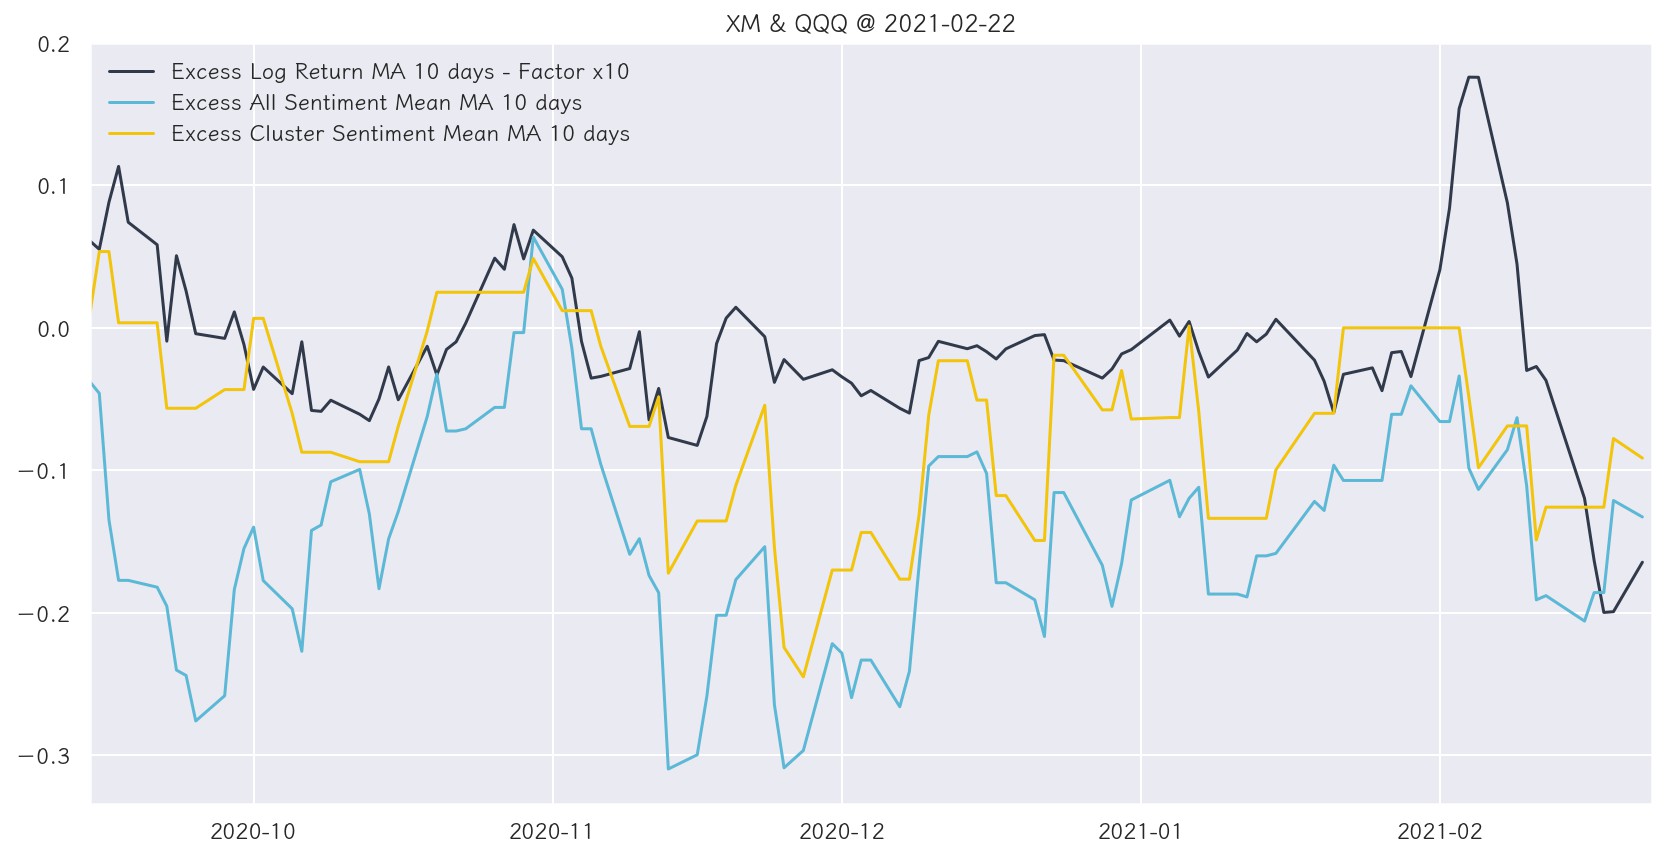 XM & QQQ @ 2021-02-22
Excess Log Return MA 10 days - Factor x10
Excess All Sentiment Mean MA 10 days
Excess Cluster Sentiment Mean MA 10 days
0.2
0.1
0.0
−0.1
−0.2
−0.3
2020-10
2020-11
2020-12
2021-01
2021-02